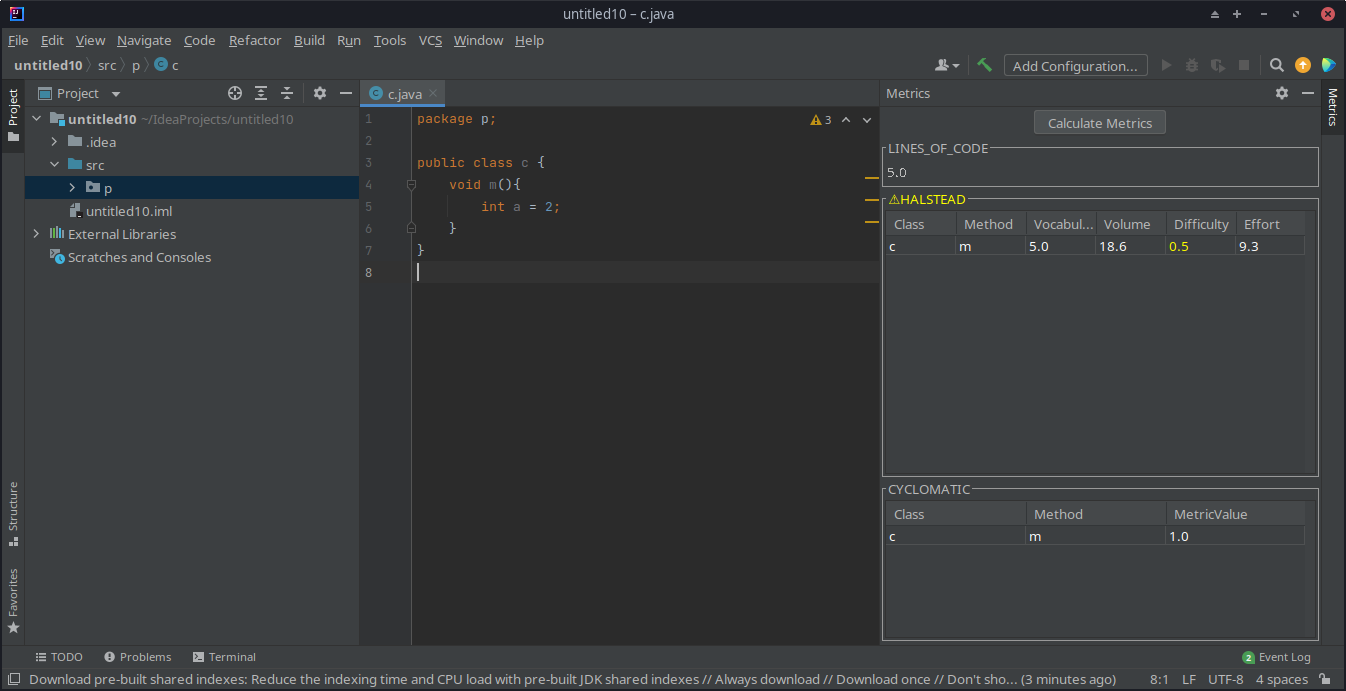 untitled10 – c.java
File Edit View Navigate Code Refactor Build Run Tools VCS Window Help
untitled10 src p c
Add Configuration...
Project
Project
c.java
Metrics
Metrics
untitled10 ~/IdeaProjects/untitled10
.idea
src
p
untitled10.iml
External Libraries
Scratches and Consoles
1 package p;
3
2
3 public class c {
4 void m(){
5 int a = 2;
6 }
7 }
8
Calculate Metrics
LINES_OF_CODE
5.0
⚠HALSTEAD
Class Method Vocabul... Volume Difficulty Effort
c m 5.0 18.6 0.5 9.3
CYCLOMATIC
Class Method MetricValue
c m 1.0
Structure
Favorites
TODO Problems Terminal
2 Event Log
Download pre-built shared indexes: Reduce the indexing time and CPU load with pre-built JDK shared indexes // Always download // Download once // Don't sho... (3 minutes ago) 8:1 LF UTF-8 4 spaces